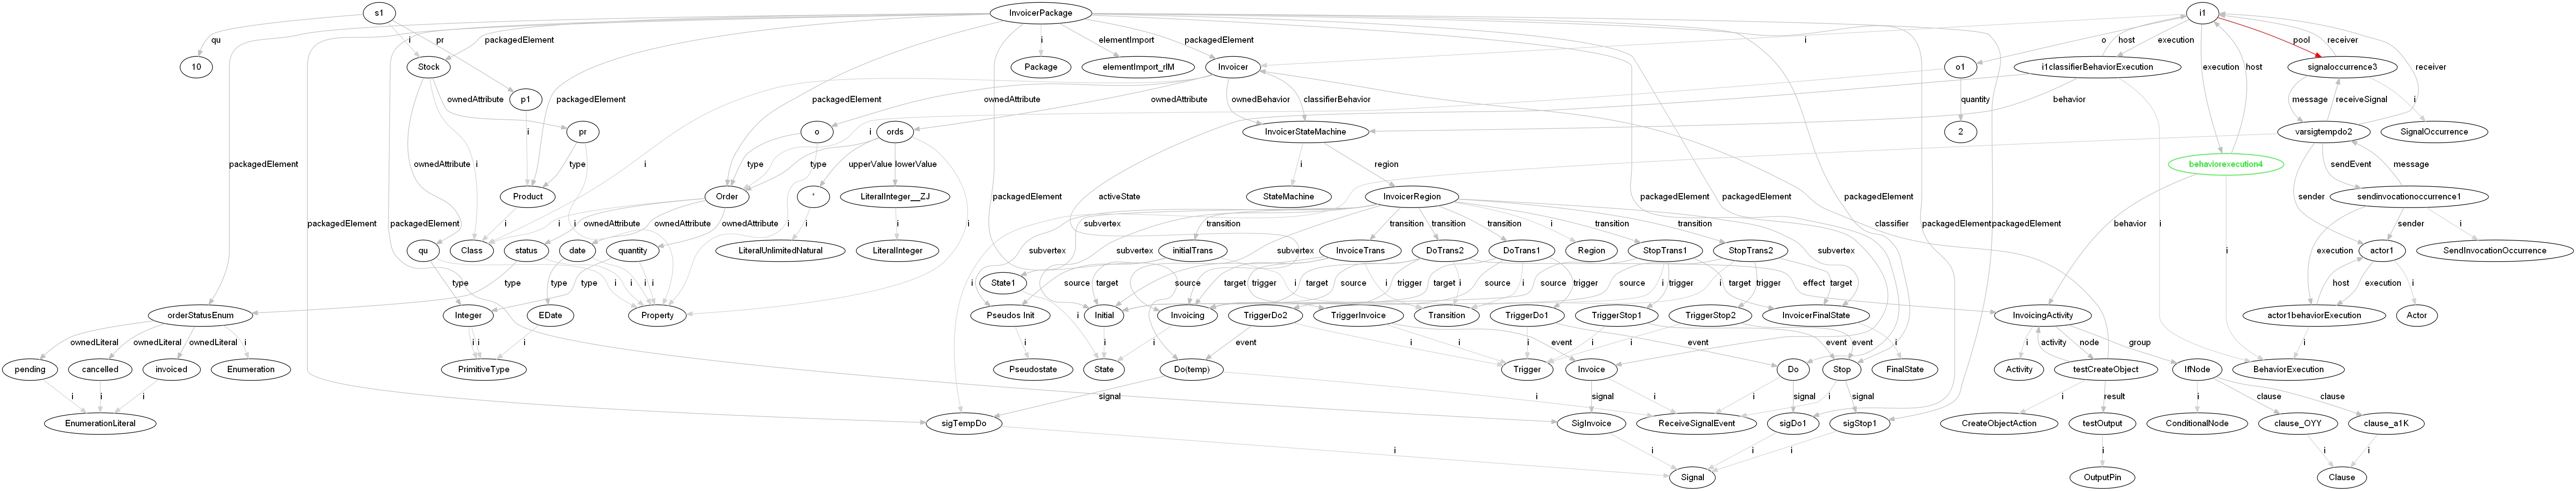 s1 InvoicerPackage i1
qu i pr packagedElement i elementImport packagedElement i o host execution pool receiver
10 Stock Package elementImport_rIM Invoicer o1 i1classifierBehaviorExecution signaloccurrence3
execution host receiver
p1 ownedAttribute packagedElement packagedElement ownedAttribute ownedAttribute ownedBehavior classifierBehavior quantity behavior message receiveSignal i
pr o ords InvoicerStateMachine 2 varsigtempdo2 SignalOccurrence
packagedElement ownedAttribute i i type type i type upperValue lowerValue i region sendEvent message
behaviorexecution4
Product Order * LiteralInteger__ZJ activeState StateMachine InvoicerRegion sender sendinvocationoccurrence1
packagedElement packagedElement i i ownedAttribute ownedAttribute ownedAttribute i i i i packagedElement subvertex transition transition transition transition i transition transition packagedElement packagedElement packagedElement classifier packagedElement packagedElement behavior i sender i
qu Class status date quantity LiteralUnlimitedNatural LiteralInteger subvertex subvertex initialTrans InvoiceTrans DoTrans2 DoTrans1 Region StopTrans1 StopTrans2 subvertex execution actor1 SendInvocationOccurrence
type type i type i type i i i State1 source target source target i trigger target source i trigger i target source i trigger source i trigger target i trigger target effect host execution i
orderStatusEnum Integer EDate Property Pseudos Init Initial Invoicing TriggerDo2 TriggerInvoice Transition TriggerDo1 TriggerStop1 TriggerStop2 InvoicerFinalState InvoicingActivity actor1behaviorExecution Actor
ownedLiteral ownedLiteral ownedLiteral i i i i i i i i event i i event i event i i event i i activity node group i
pending cancelled invoiced Enumeration PrimitiveType Pseudostate State Do(temp) Trigger Invoice Do Stop FinalState Activity testCreateObject IfNode BehaviorExecution
i i i signal i signal i i signal i signal i result i clause clause
EnumerationLiteral sigTempDo SigInvoice ReceiveSignalEvent sigDo1 sigStop1 CreateObjectAction testOutput ConditionalNode clause_OYY clause_a1K
i i i i i i i
Signal OutputPin Clause